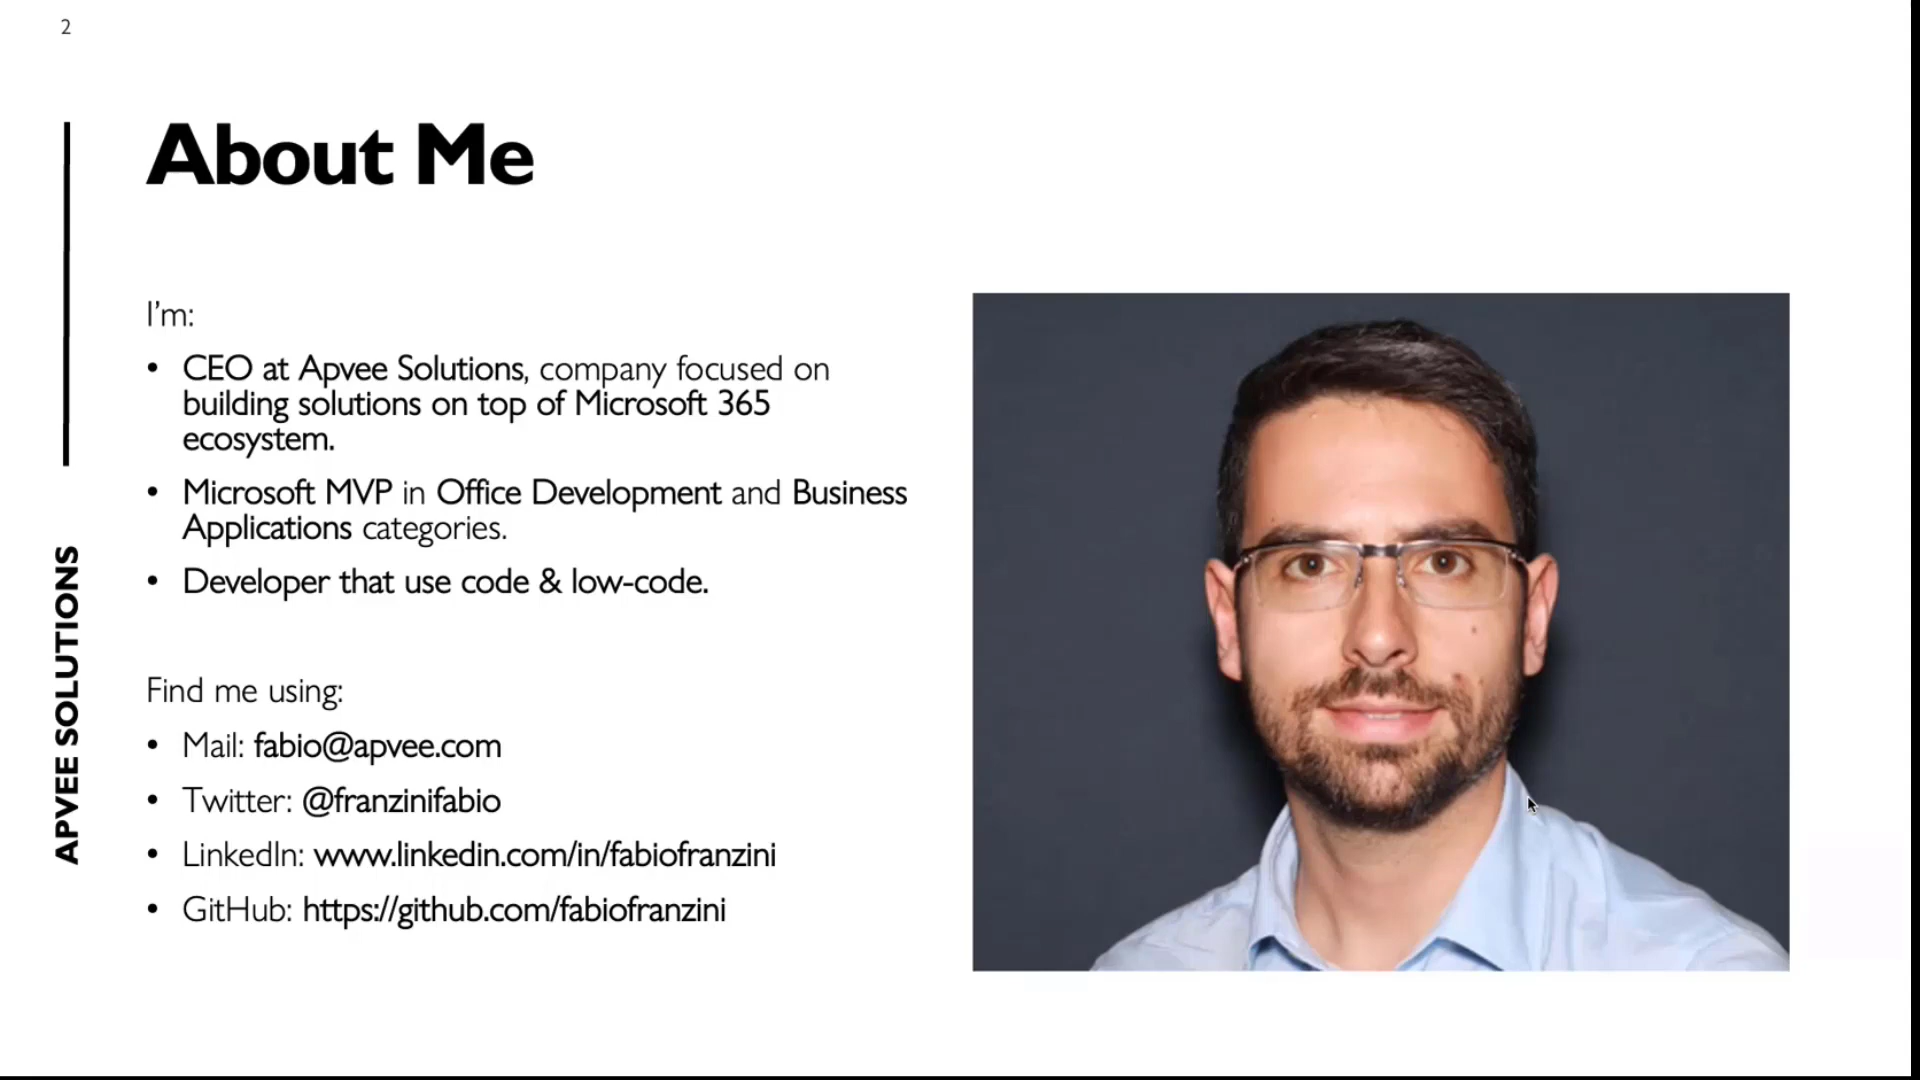 2
About Me
I'm:
• CEO at Apvee Solutions, company focused on
building solutions on top of Microsoft 365
ecosystem.
• Microsoft MVP in Office Development and Business
Applications categories.
• Developer that use code & low-code.
Find me using:
• Mail: fabio@apvee.com
• Twitter: @franzinifabio
• LinkedIn: www.linkedin.com/in/fabiofranzini
• GitHub: https://github.com/fabiofranzini
APVEE SOLUTIONS